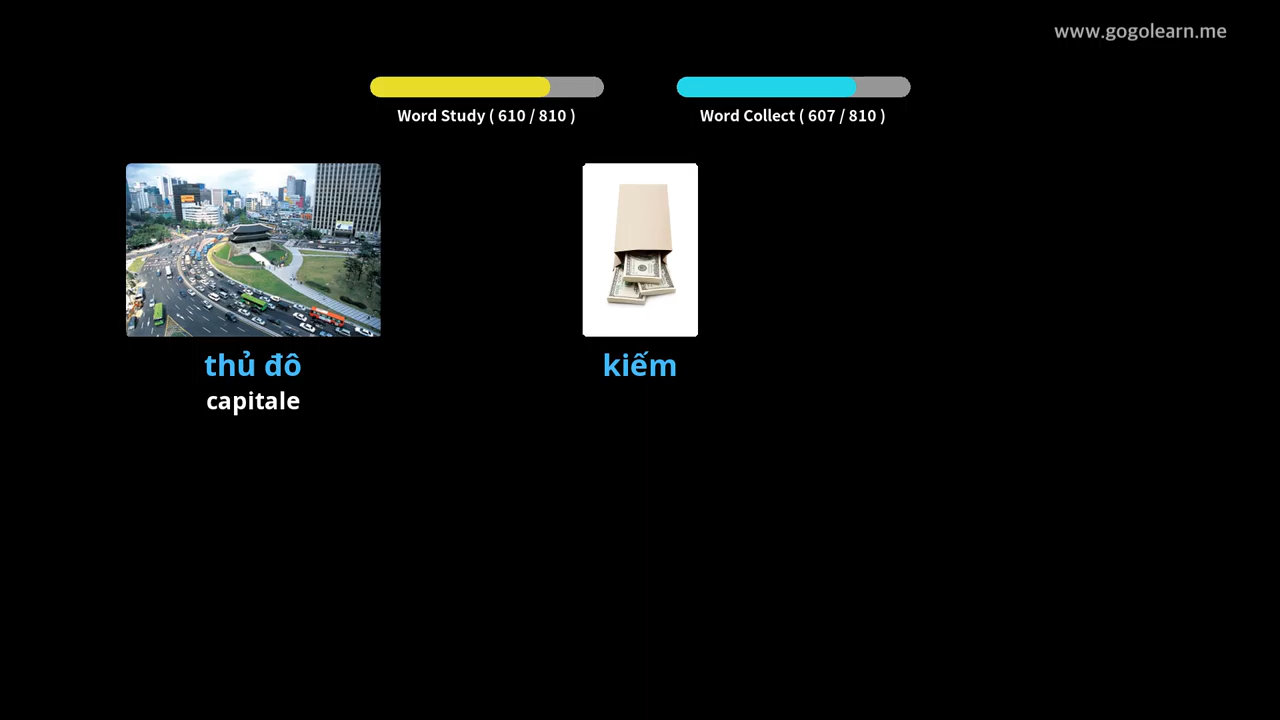 www.gogolearn.me
Word Study ( 610 / 810 )
Word Collect ( 607 / 810 )
thủ đô
capitale
kiếm